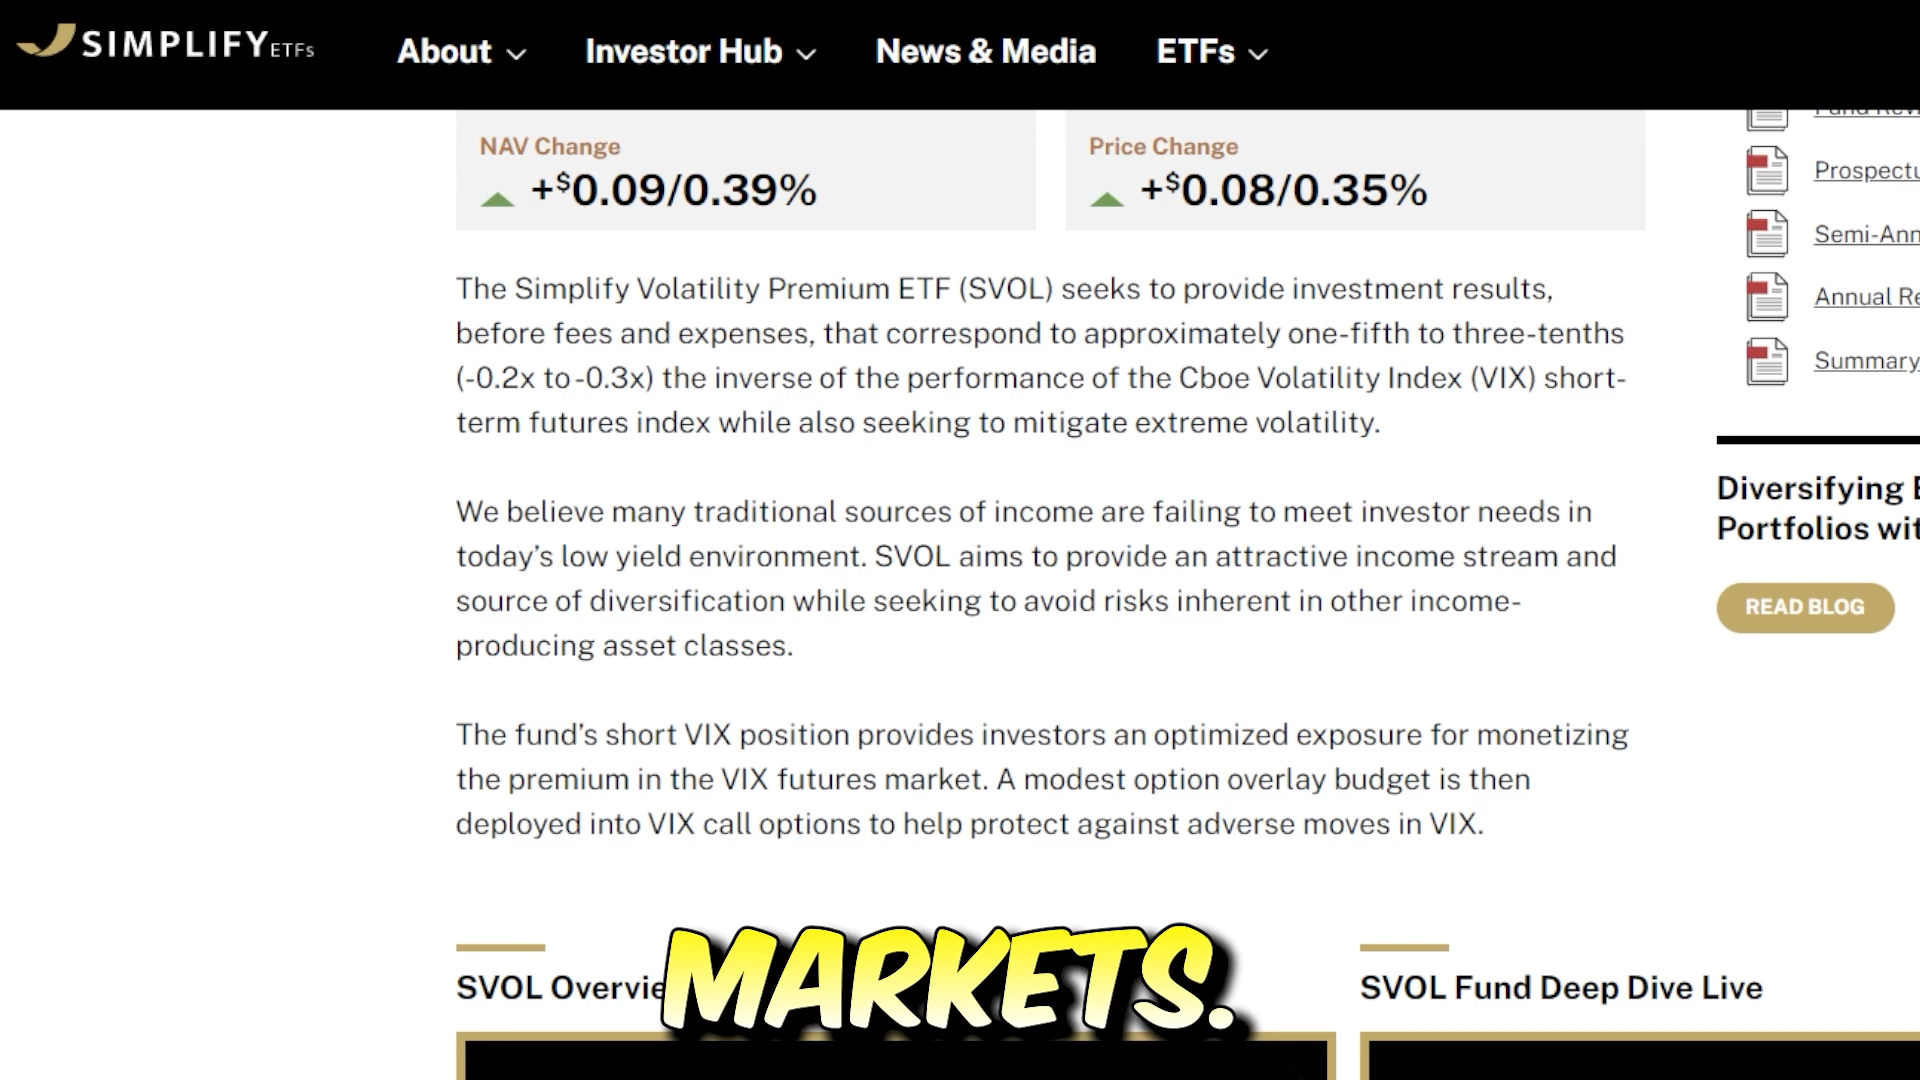 SIMPLIFY ETFs
About
Investor Hub
News & Media
ETFs
NAV Change
+$0.09/0.39%
Price Change
+$0.08/0.35%
The Simplify Volatility Premium ETF (SVOL) seeks to provide investment results,
before fees and expenses, that correspond to approximately one-fifth to three-tenths
(-0.2x to -0.3x) the inverse of the performance of the Cboe Volatility Index (VIX) short-
term futures index while also seeking to mitigate extreme volatility.
We believe many traditional sources of income are failing to meet investor needs in
today’s low yield environment. SVOL aims to provide an attractive income stream and
source of diversification while seeking to avoid risks inherent in other income-
producing asset classes.
The fund’s short VIX position provides investors an optimized exposure for monetizing
the premium in the VIX futures market. A modest option overlay budget is then
deployed into VIX call options to help protect against adverse moves in VIX.
SVOL Overvie
MARKETS.
SVOL Fund Deep Dive Live
Prospectu
Semi-Ann
Annual Re
Summary
Diversifying
Portfolios wit
READ BLOG